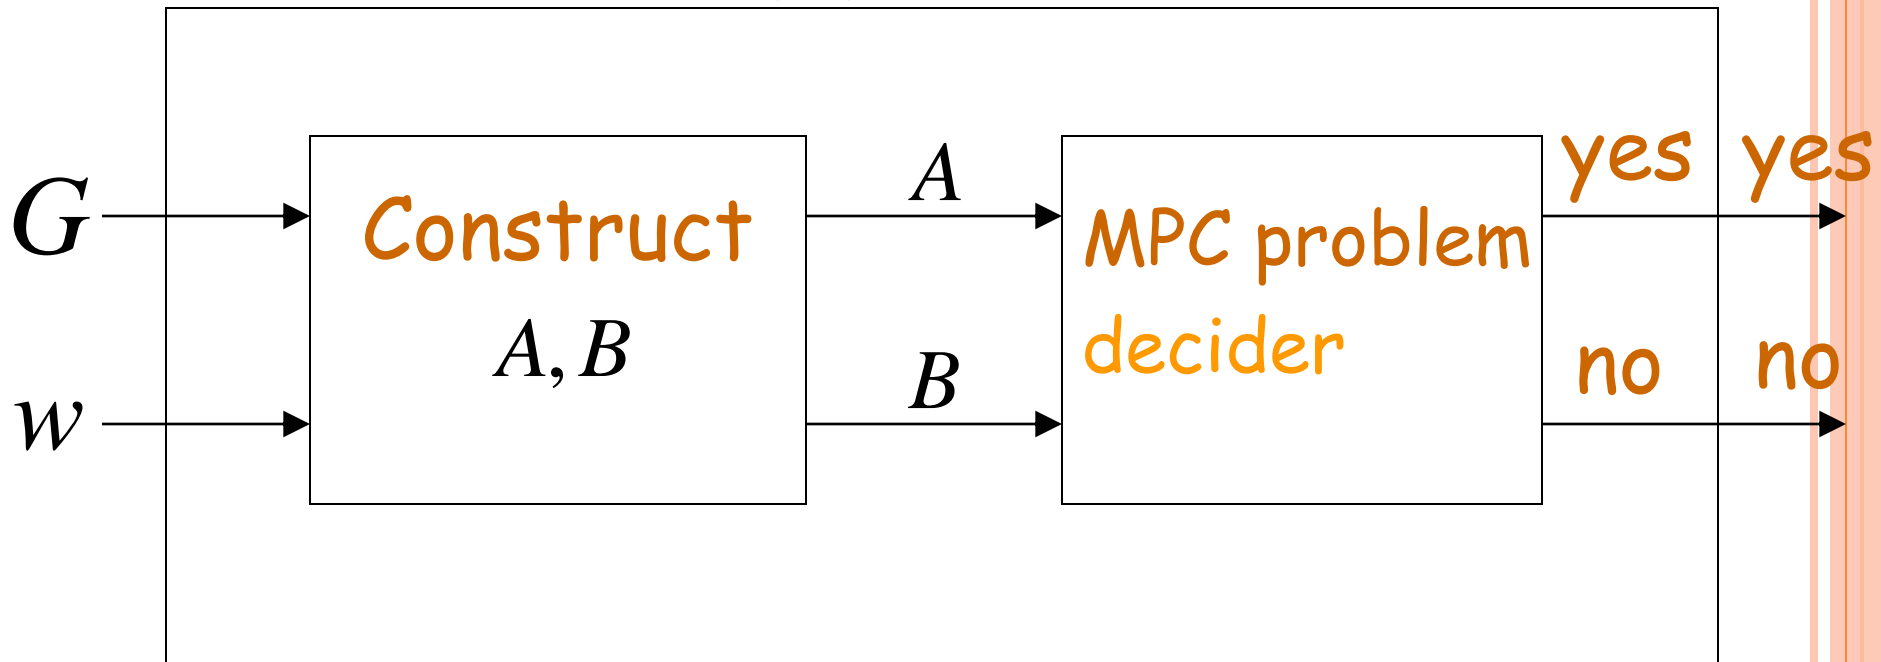 G
w
Construct
A, B
A
B
MPC problem
decider
yes yes
no no